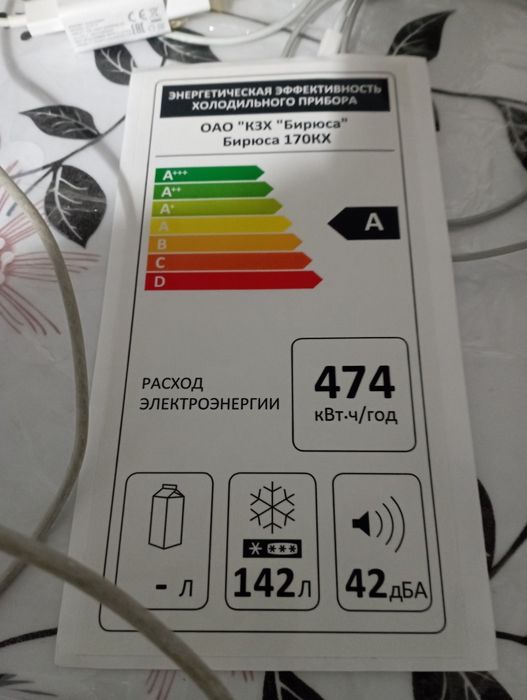 ЭНЕРГЕТИЧЕСКАЯ ЭФФЕКТИВНОСТЬ
ХОЛОДИЛЬНОГО ПРИБОРА
ОАО "КЗХ "Бирюса"
Бирюса 170КХ
A+++
A++
A+
A
B
C
D
A
РАСХОД
ЭЛЕКТРОЭНЕРГИИ
474
кВт·ч/год
- л
142л
42дБА